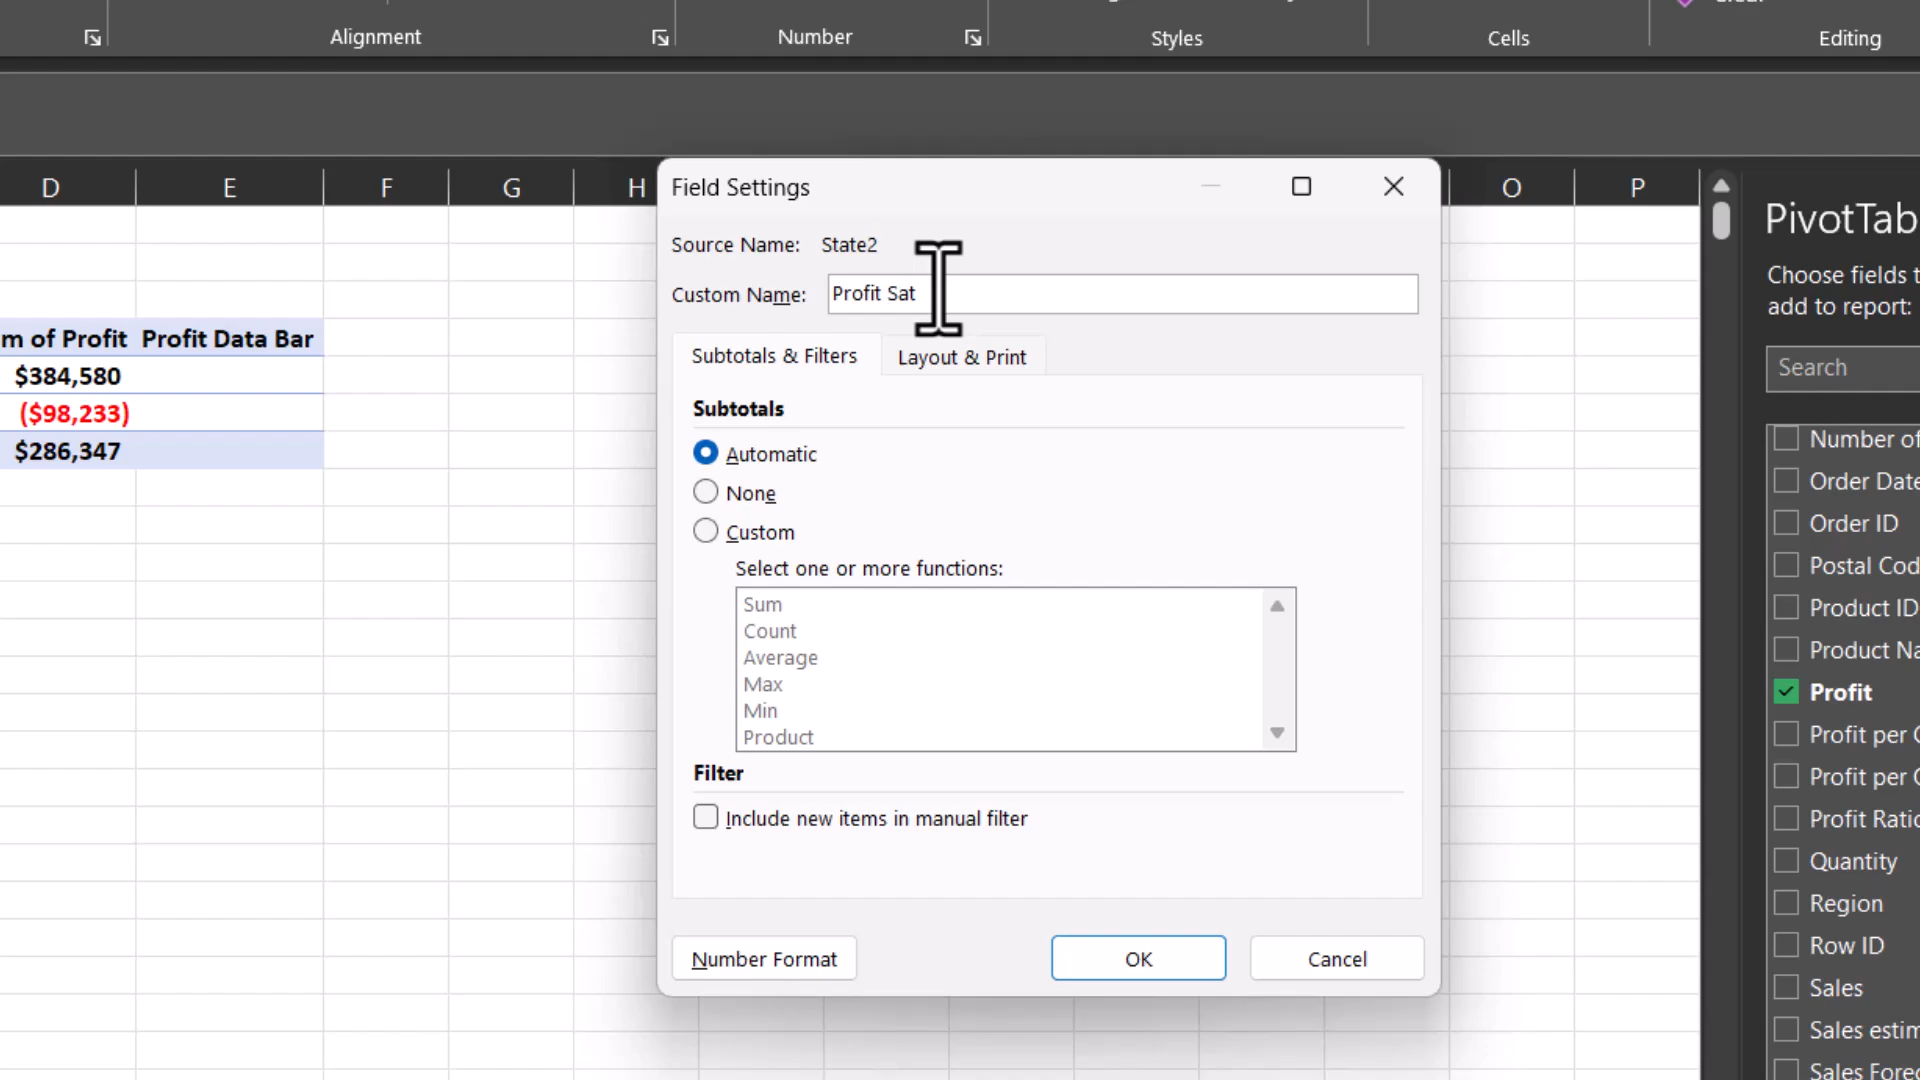 Alignment
Number
Styles
Cells
Editing
D E F G H O P
Field Settings
Source Name: State2
Custom Name: Profit Sat
Subtotals & Filters
Layout & Print
Subtotals
Automatic
None
Custom
Select one or more functions:
Sum
Count
Average
Max
Min
Product
Filter
Include new items in manual filter
Number Format
OK
Cancel
m of Profit Profit Data Bar
$384,580
($98,233)
$286,347
PivotTab
Choose fields t
add to report:
Search
Number of
Order Date
Order ID
Postal Cod
Product ID
Product Na
Profit
Profit per
Profit per
Profit Ratio
Quantity
Region
Row ID
Sales
Sales estim
Sales Forec